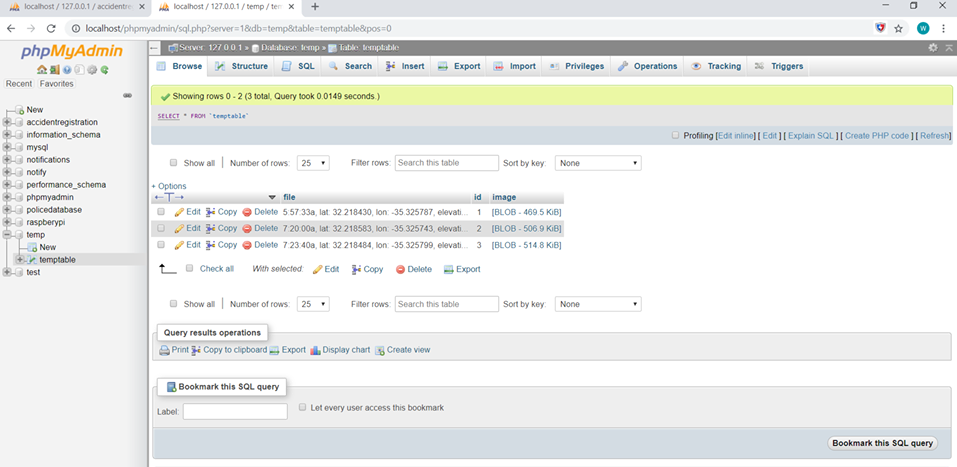 localhost / 127.0.0.1 / accidentre
localhost / 127.0.0.1 / temp / tem
localhost/phpmyadmin/sql.php?server=1&db=temp&table=temptable&pos=0
W
phpMyAdmin
Recent Favorites
New
accidentregistration
information_schema
mysql
notifications
notify
performance_schema
phpmyadmin
policedatabase
raspberrypi
temp
New
temptable
test
Server: 127.0.0.1 » Database: temp » Table: temptable
Browse Structure SQL Search Insert Export Import Privileges Operations Tracking Triggers
Showing rows 0 - 2 (3 total, Query took 0.0149 seconds.)
SELECT * FROM `temptable`
Profiling [Edit inline] [ Edit ] [ Explain SQL ] [ Create PHP code ] [ Refresh]
Show all Number of rows: 25 Filter rows: Search this table Sort by key: None
+ Options
←T→ file id image
Edit Copy Delete 5:57:33a, lat: 32.218430, lon: -35.325787, elevati... 1 [BLOB - 469.5 KiB]
Edit Copy Delete 7:20:00a, lat: 32.218583, lon: -35.325743, elevati... 2 [BLOB - 506.9 KiB]
Edit Copy Delete 7:23:40a, lat: 32.218484, lon: -35.325799, elevati... 3 [BLOB - 514.8 KiB]
Check all With selected: Edit Copy Delete Export
Show all Number of rows: 25 Filter rows: Search this table Sort by key: None
Query results operations
Print Copy to clipboard Export Display chart Create view
Bookmark this SQL query
Label: Let every user access this bookmark
Bookmark this SQL query